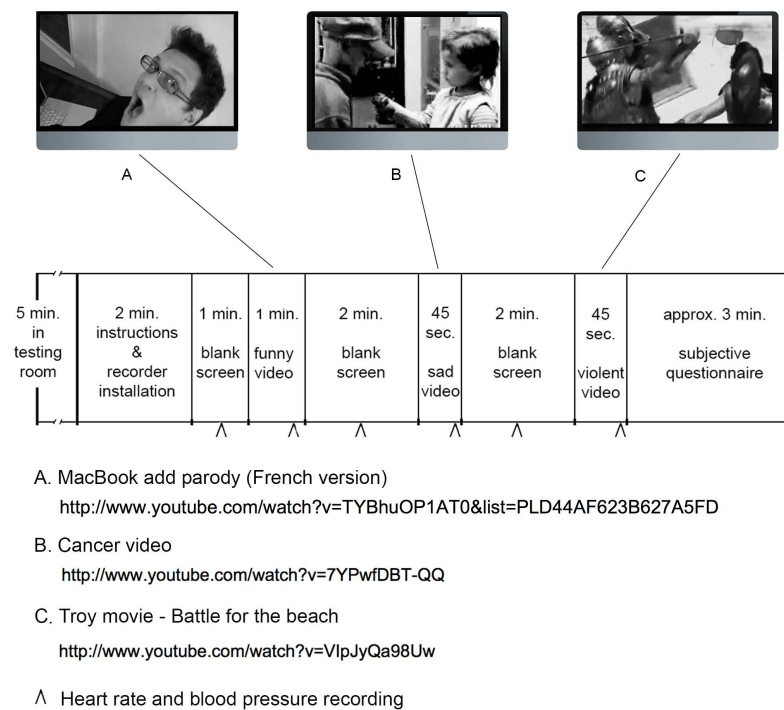 A
B
C
5 min.
in
testing
room
2 min.
instructions
&
recorder
installation
1 min.
blank
screen
1 min.
funny
video
2 min.
blank
screen
45
sec.
sad
video
2 min.
blank
screen
45
sec.
violent
video
approx. 3 min.
subjective
questionnaire
Λ Λ Λ Λ Λ Λ
A. MacBook add parody (French version)
http://www.youtube.com/watch?v=TYBhuOP1AT0&list=PLD44AF623B627A5FD
B. Cancer video
http://www.youtube.com/watch?v=7YPwfDBT-QQ
C. Troy movie - Battle for the beach
http://www.youtube.com/watch?v=VIpJyQa98Uw
Λ Heart rate and blood pressure recording